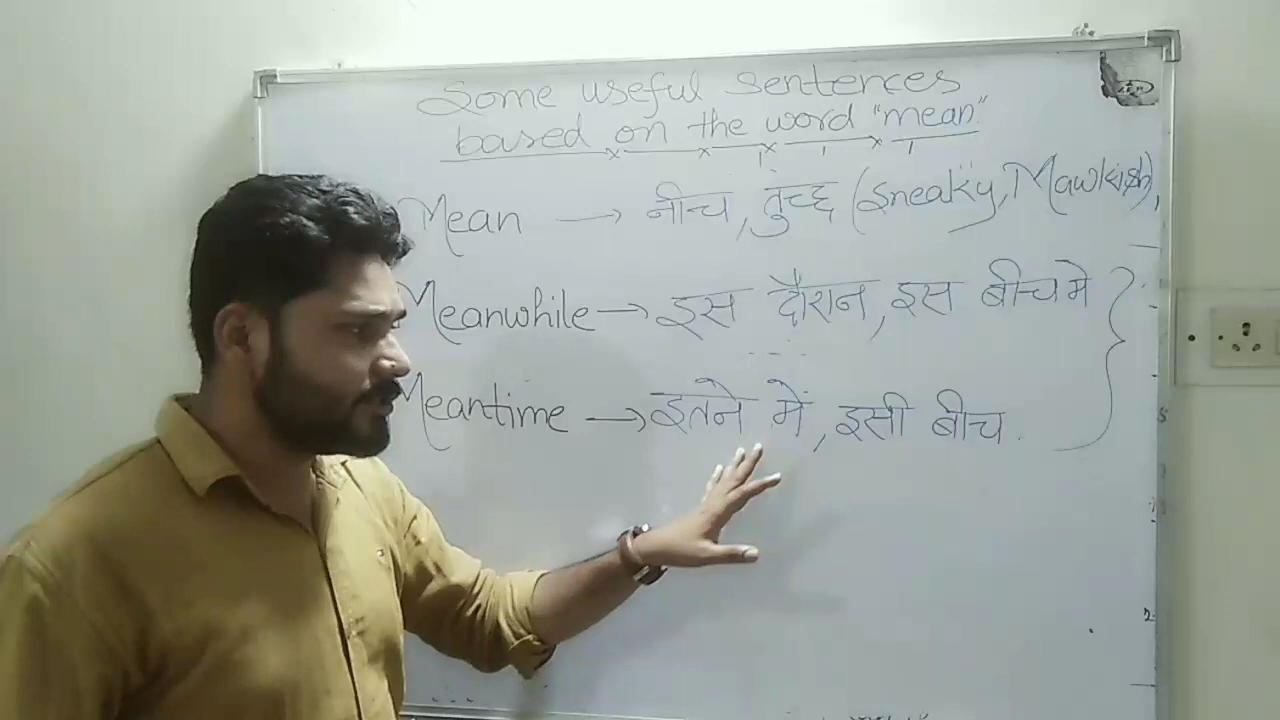 Some useful sentences
based on the word "mean"
Mean → नीच, तुच्छ (Sneaky, Mawkish),
Meanwhile → इस दौरान, इस बीच मे
Meantime → इतने में, इसी बीच.